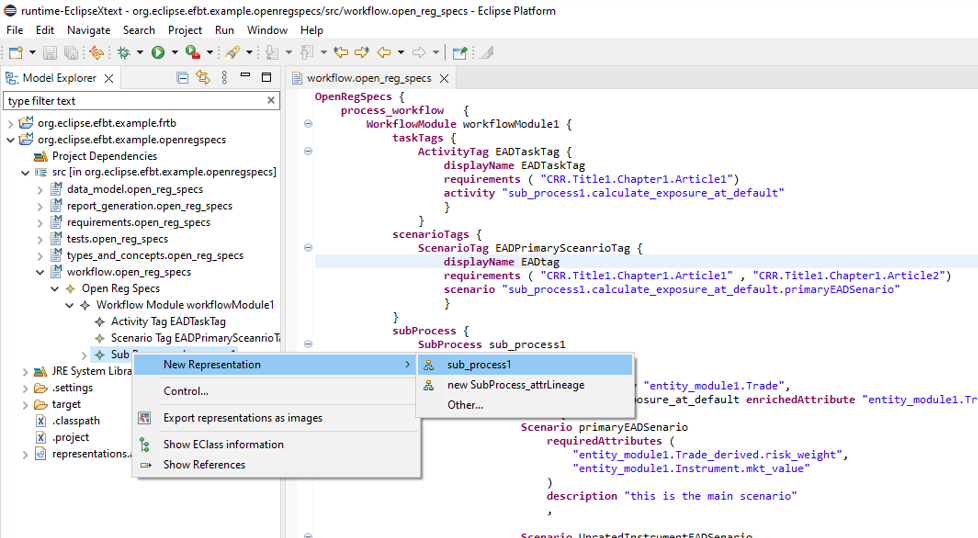 runtime-EclipseXtext - org.eclipse.efbt.example.openregspecs/src/workflow.open_reg_specs - Eclipse Platform
File Edit Navigate Search Project Run Window Help
Model Explorer
type filter text
org.eclipse.efbt.example.frtb
org.eclipse.efbt.example.openregspecs
Project Dependencies
src [in org.eclipse.efbt.example.openregspecs]
data_model.open_reg_specs
report_generation.open_reg_specs
requirements.open_reg_specs
tests.open_reg_specs
types_and_concepts.open_reg_specs
workflow.open_reg_specs
Open Reg Specs
Workflow Module workflowModule1
Activity Tag EADTaskTag
Scenario Tag EADPrimarySceanrioTa
Sub
JRE System Libra
.settings
target
.classpath
.project
representations.a
New Representation
Control...
Export representations as images
Show EClass information
Show References
sub_process1
new SubProcess_attrLineage
Other...
workflow.open_reg_specs
OpenRegSpecs {
process_workflow {
WorkflowModule workflowModule1 {
taskTags {
ActivityTag EADTaskTag {
displayName EADTaskTag
requirements ( "CRR.Title1.Chapter1.Article1")
activity "sub_process1.calculate_exposure_at_default"
}
}
scenarioTags {
ScenarioTag EADPrimarySceanrioTag {
displayName EADtag
requirements ( "CRR.Title1.Chapter1.Article1" , "CRR.Title1.Chapter1.Article2")
scenario "sub_process1.calculate_exposure_at_default.primaryEADSenario"
}
}
subProcess {
SubProcess sub_process1
"entity_module1.Trade",
posure_at_default enrichedAttribute "entity_module1.Tr
{
Scenario primaryEADSenario
requiredAttributes (
"entity_module1.Trade_derived.risk_weight",
"entity_module1.Instrument.mkt_value"
)
description "this is the main scenario"
,
Scenario UnratedInstrumentEADSenario